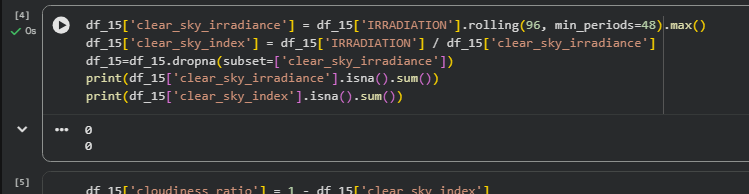 [4]
0s
df_15['clear_sky_irradiance'] = df_15['IRRADIATION'].rolling(96, min_periods=48).max()
df_15['clear_sky_index'] = df_15['IRRADIATION'] / df_15['clear_sky_irradiance']
df_15=df_15.dropna(subset=['clear_sky_irradiance'])
print(df_15['clear_sky_irradiance'].isna().sum())
print(df_15['clear_sky_index'].isna().sum())
0
0
[5]
df_15['cloudiness_ratio'] = 1 - df_15['clear_sky_index']